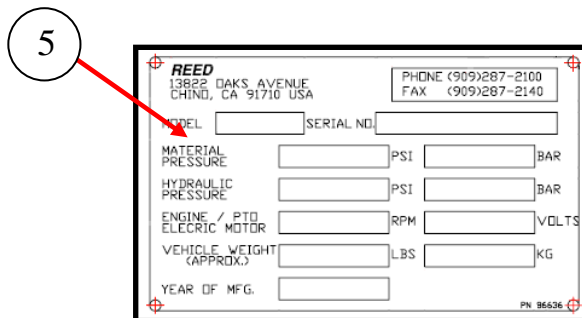 5
REED
13822 OAKS AVENUE
CHINO, CA 91710 USA
PHONE (909)287-2100
FAX (909)287-2140
MODEL SERIAL NO.
MATERIAL PRESSURE PSI BAR
HYDRAULIC PRESSURE PSI BAR
ENGINE / PTO ELECRIC MOTOR RPM VOLTS
VEHICLE WEIGHT (APPROX.) LBS KG
YEAR OF MFG.
PN 86636